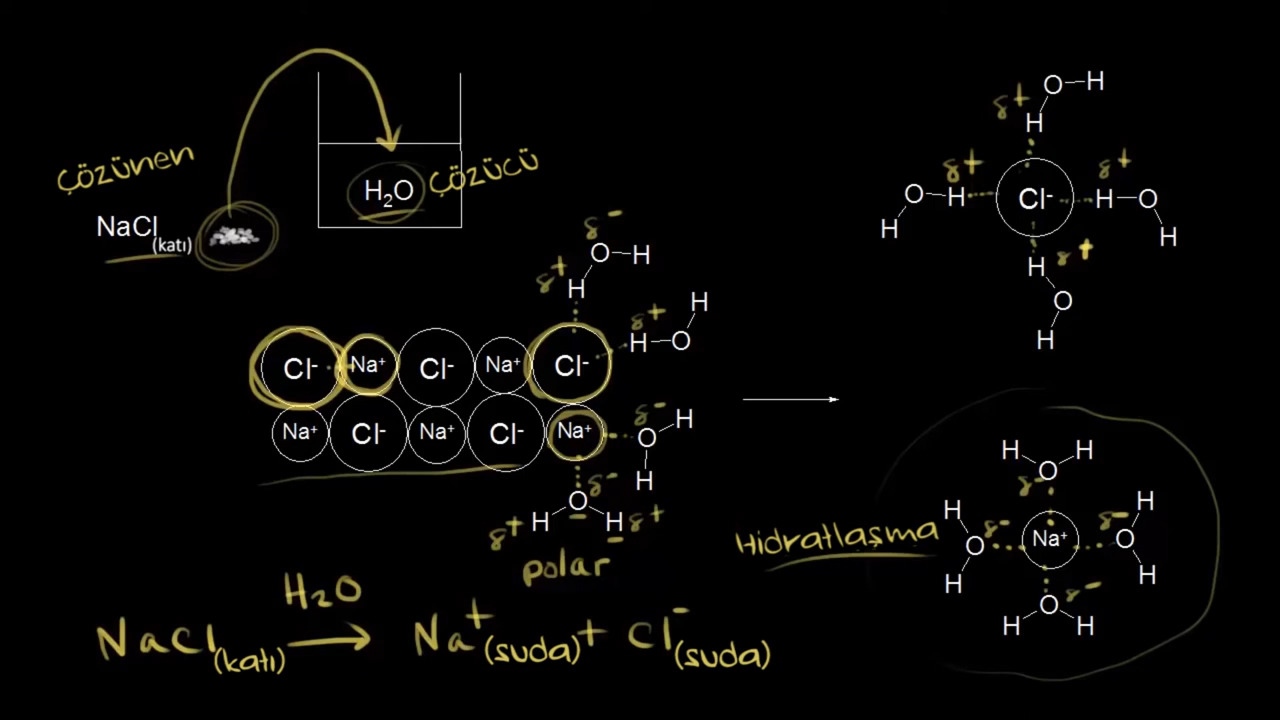 Çözünen
NaCl(katı)
H₂O
Çözücü
δ⁻
O H
δ⁺
H
δ⁺ H
H O
Cl⁻ Na⁺ Cl⁻ Na⁺ Cl⁻
Na⁺ Cl⁻ Na⁺ Cl⁻ Na⁺
δ⁻ H
O
H
δ⁻
O
δ⁺ H H δ⁺
polar
NaCl(katı) H₂O Na⁺(suda) + Cl⁻(suda)
O H
δ⁺
H
δ⁺ δ⁺
O H Cl⁻ H O
H H
H δ⁺
O
H
Hidratlaşma
H H
O
δ⁻
H H
δ⁻ δ⁻
O Na⁺ O
H H
δ⁻
O
H H